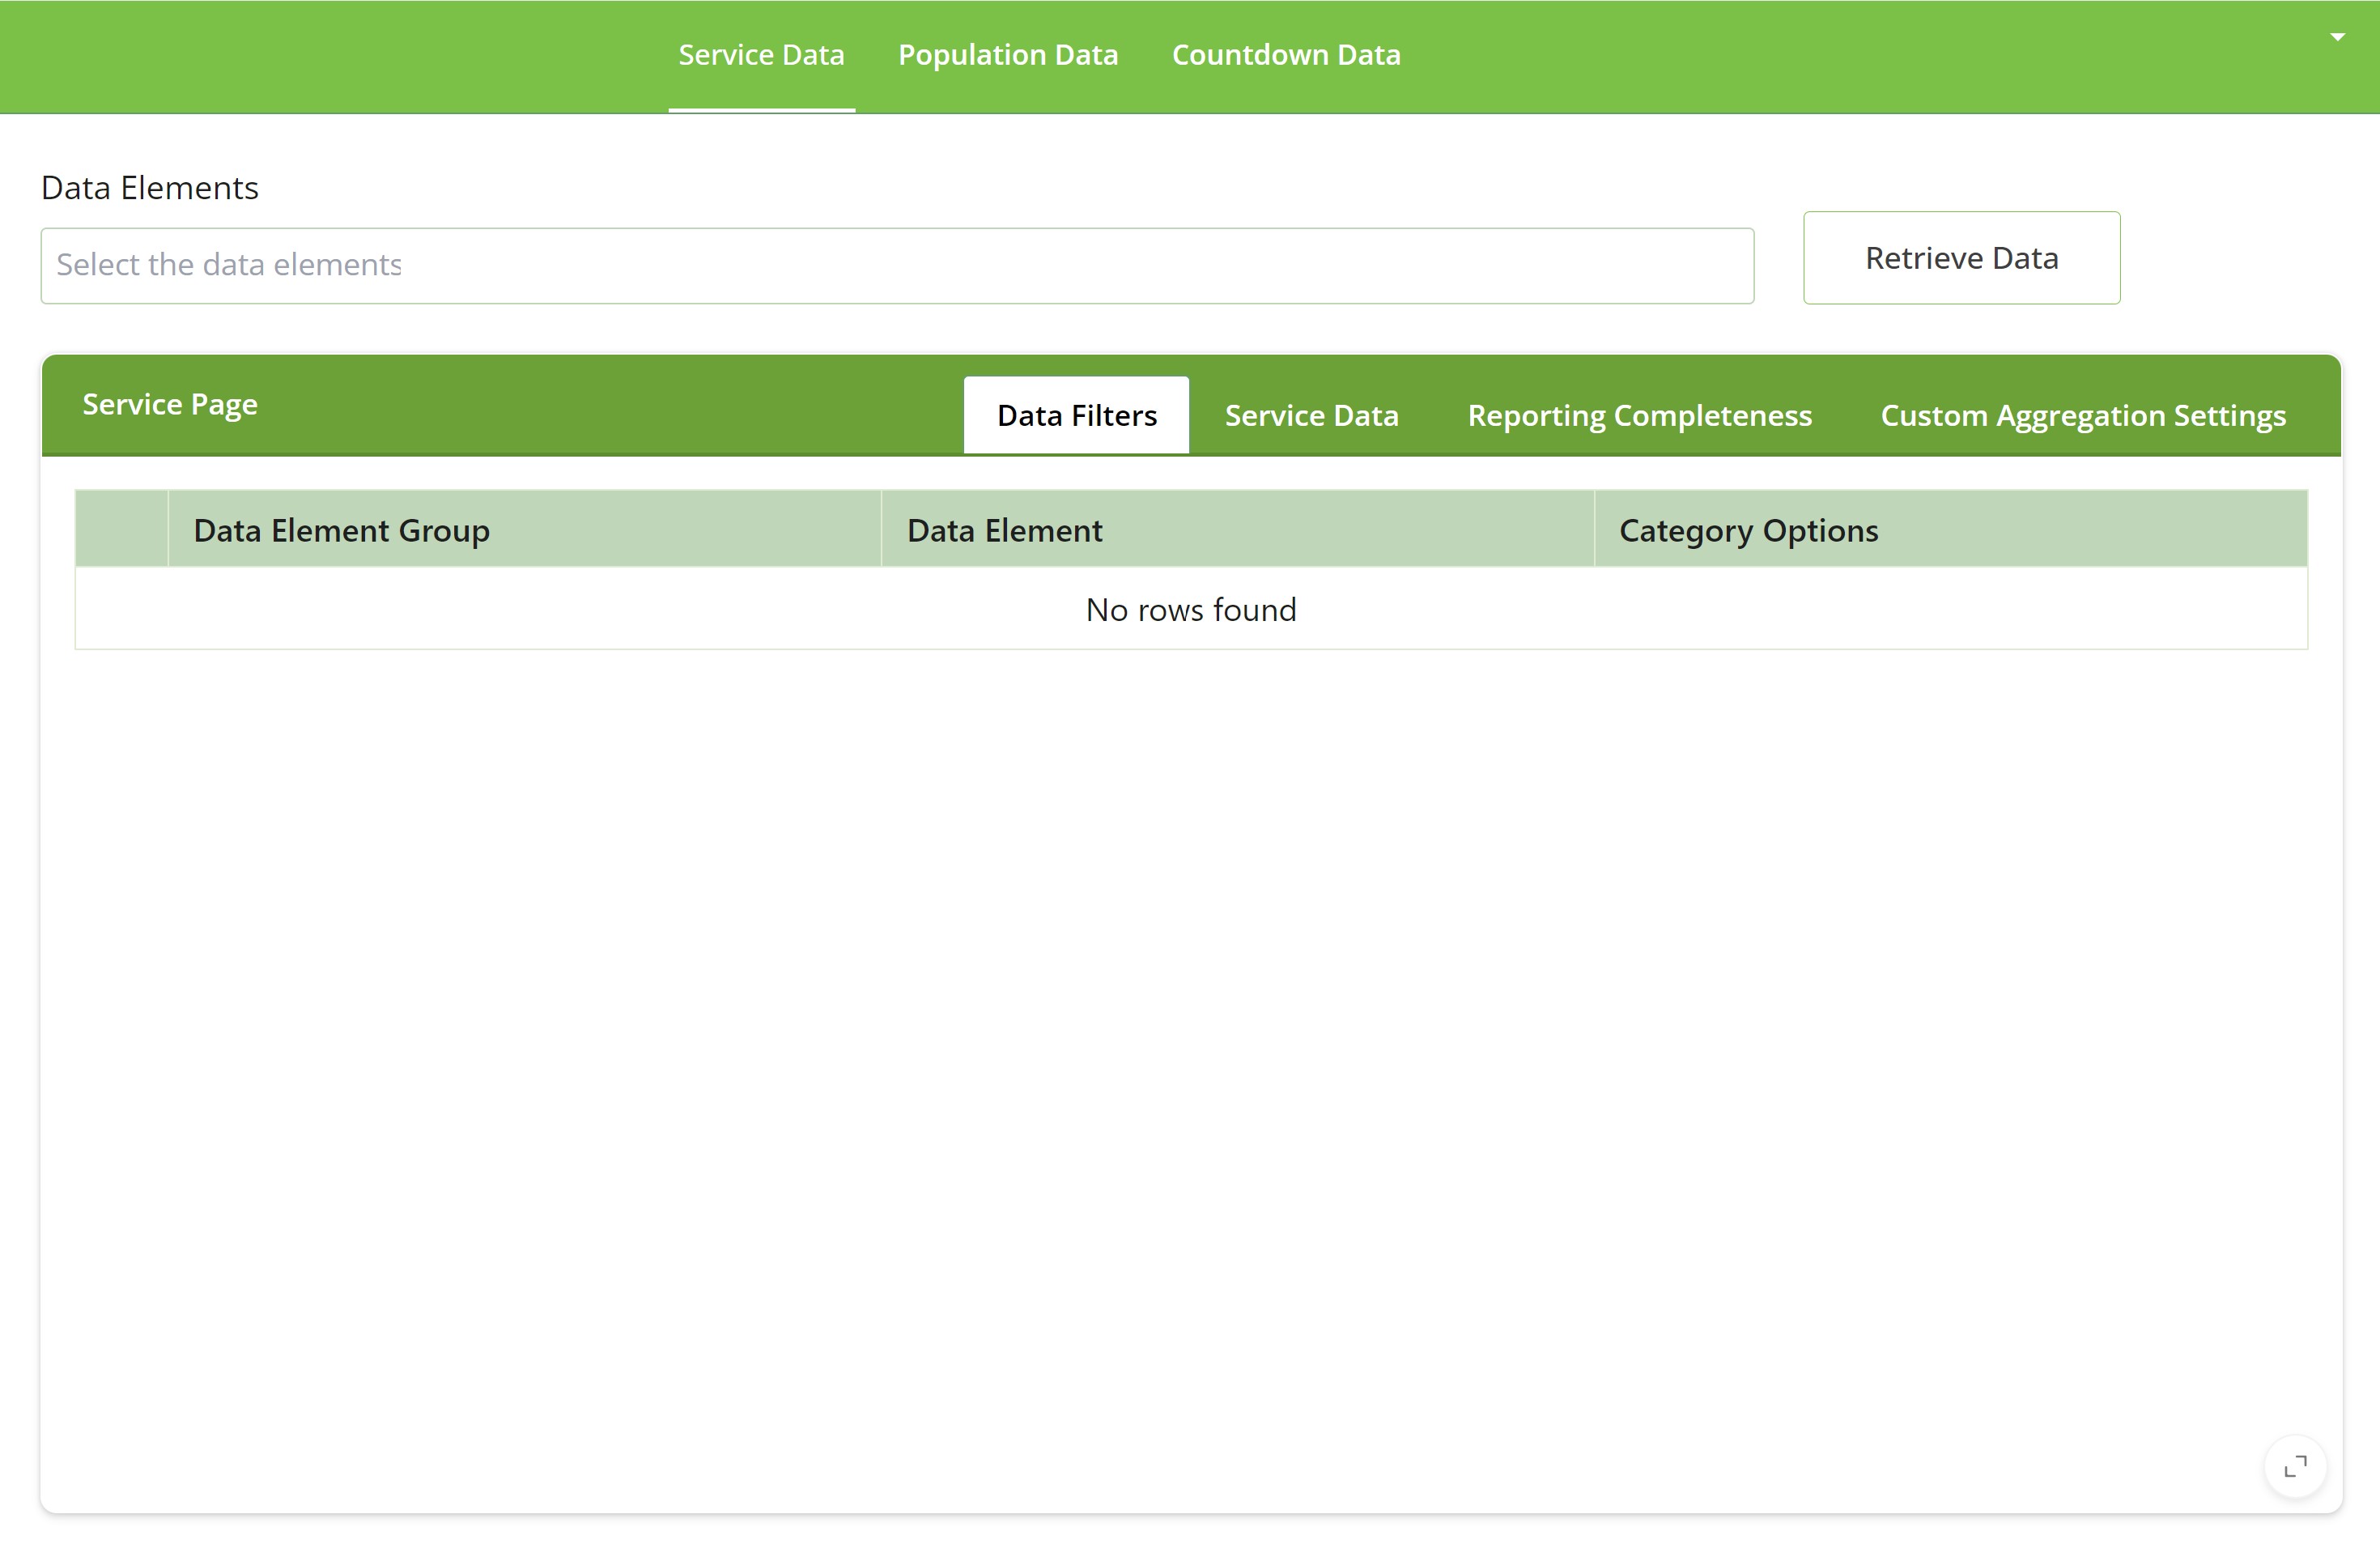 Service Data Population Data Countdown Data
Data Elements
Select the data elements
Retrieve Data
Service Page Data Filters Service Data Reporting Completeness Custom Aggregation Settings
Data Element Group Data Element Category Options
No rows found